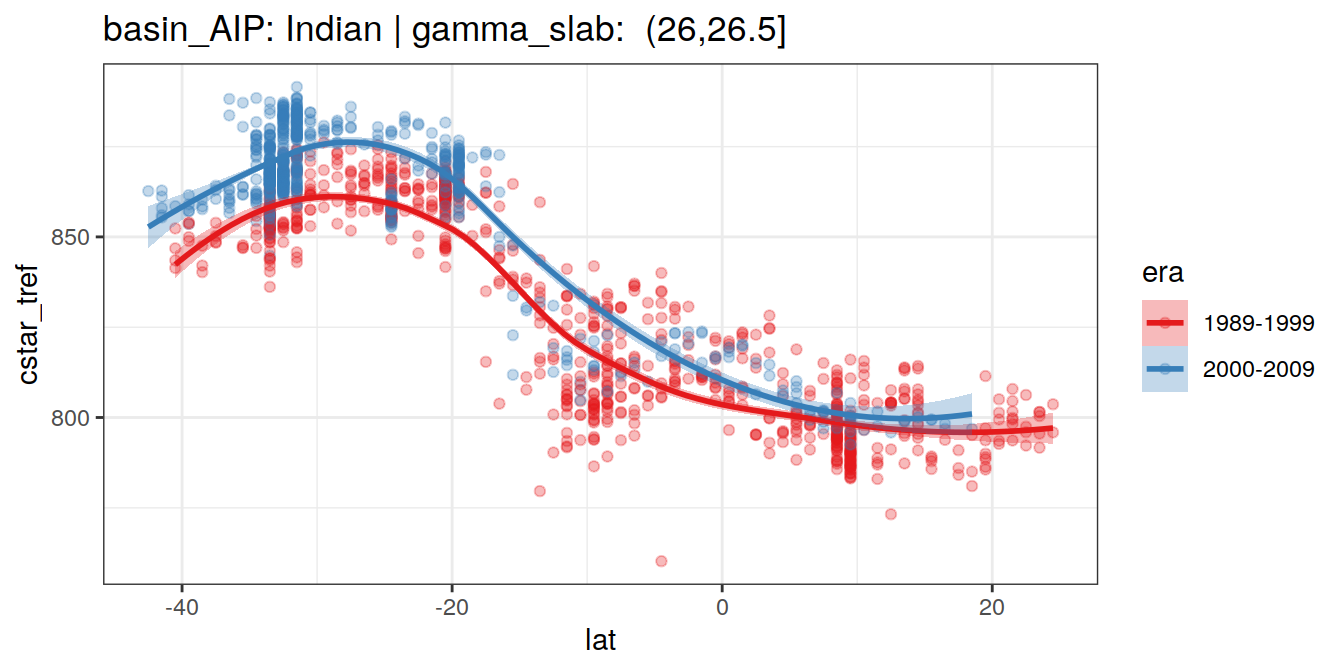 basin_AIP: Indian | gamma_slab:  (26,26.5]
cstar_tref
850
800
-40
-20
0
20
lat
era
1989-1999
2000-2009